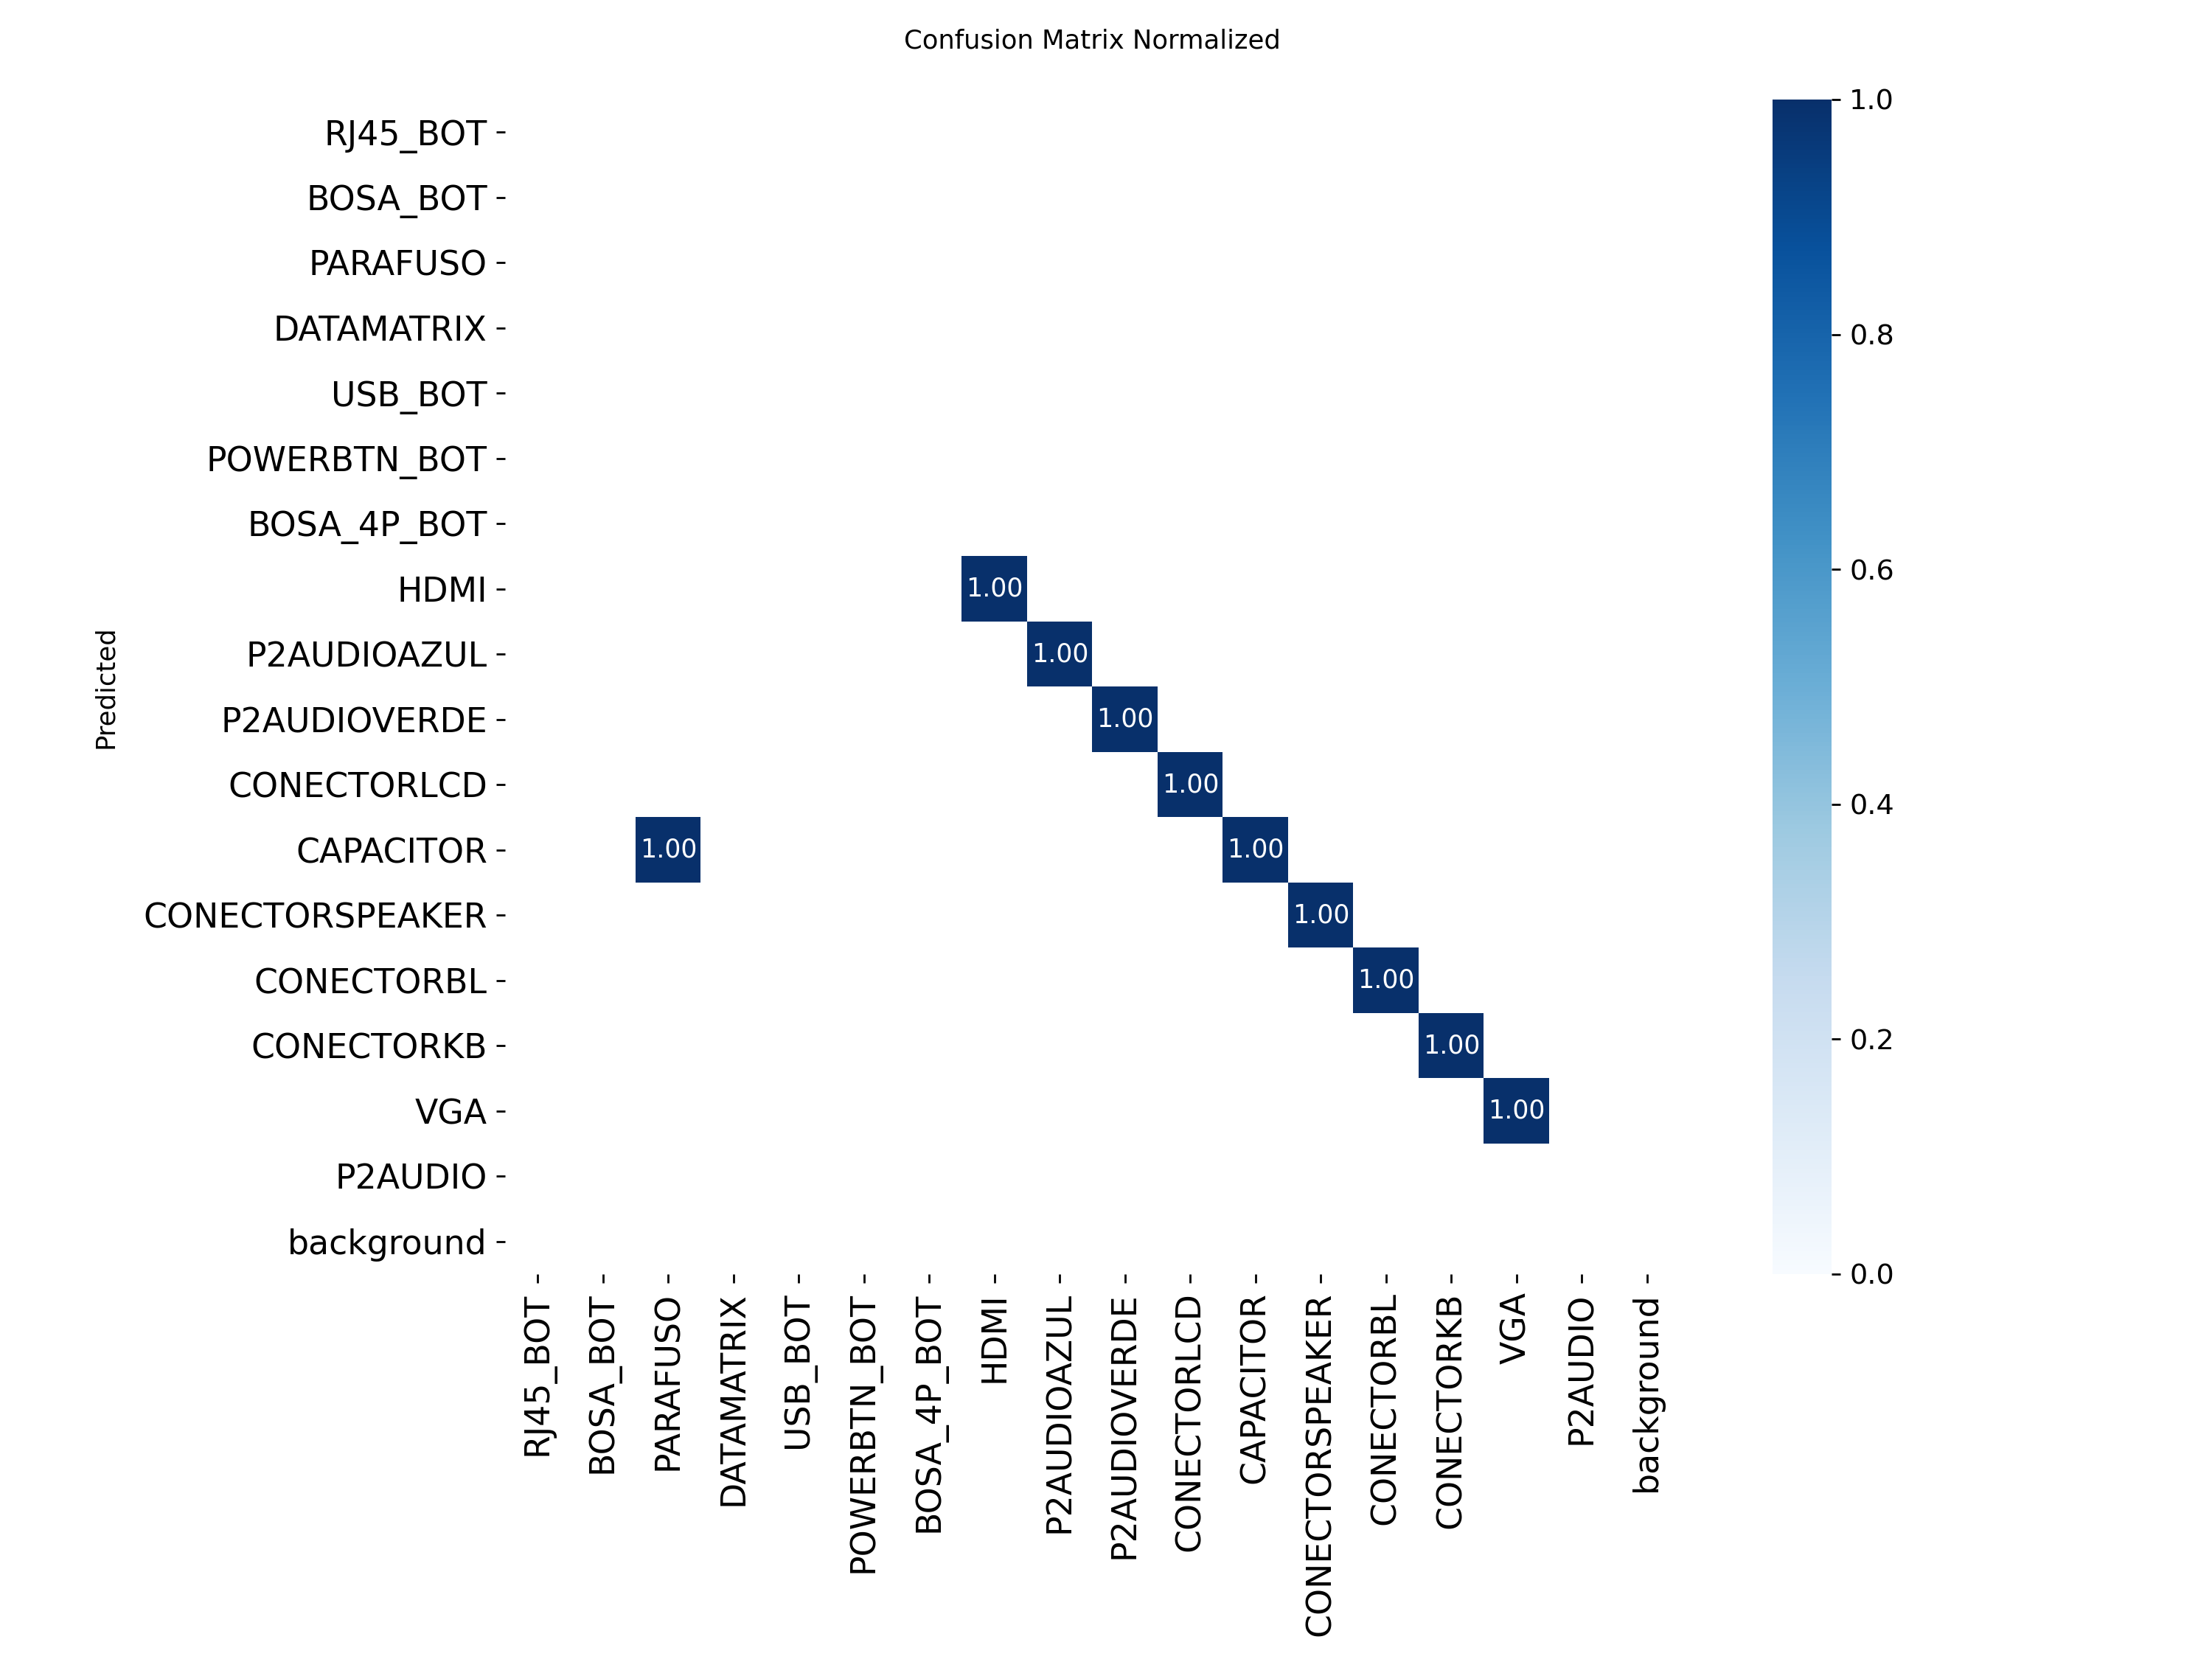 Confusion Matrix Normalized
RJ45_BOT
BOSA_BOT
PARAFUSO
DATAMATRIX
USB_BOT
POWERBTN_BOT
BOSA_4P_BOT
HDMI
P2AUDIOAZUL
P2AUDIOVERDE
CONECTORLCD
CAPACITOR
CONECTORSPEAKER
CONECTORBL
CONECTORKB
VGA
P2AUDIO
background
Predicted
1.00
1.00
1.00
1.00
1.00 1.00
1.00
1.00
1.00
1.00
RJ45_BOT
BOSA_BOT
PARAFUSO
DATAMATRIX
USB_BOT
POWERBTN_BOT
BOSA_4P_BOT
HDMI
P2AUDIOAZUL
P2AUDIOVERDE
CONECTORLCD
CAPACITOR
CONECTORSPEAKER
CONECTORBL
CONECTORKB
VGA
P2AUDIO
background
1.0
0.8
0.6
0.4
0.2
0.0